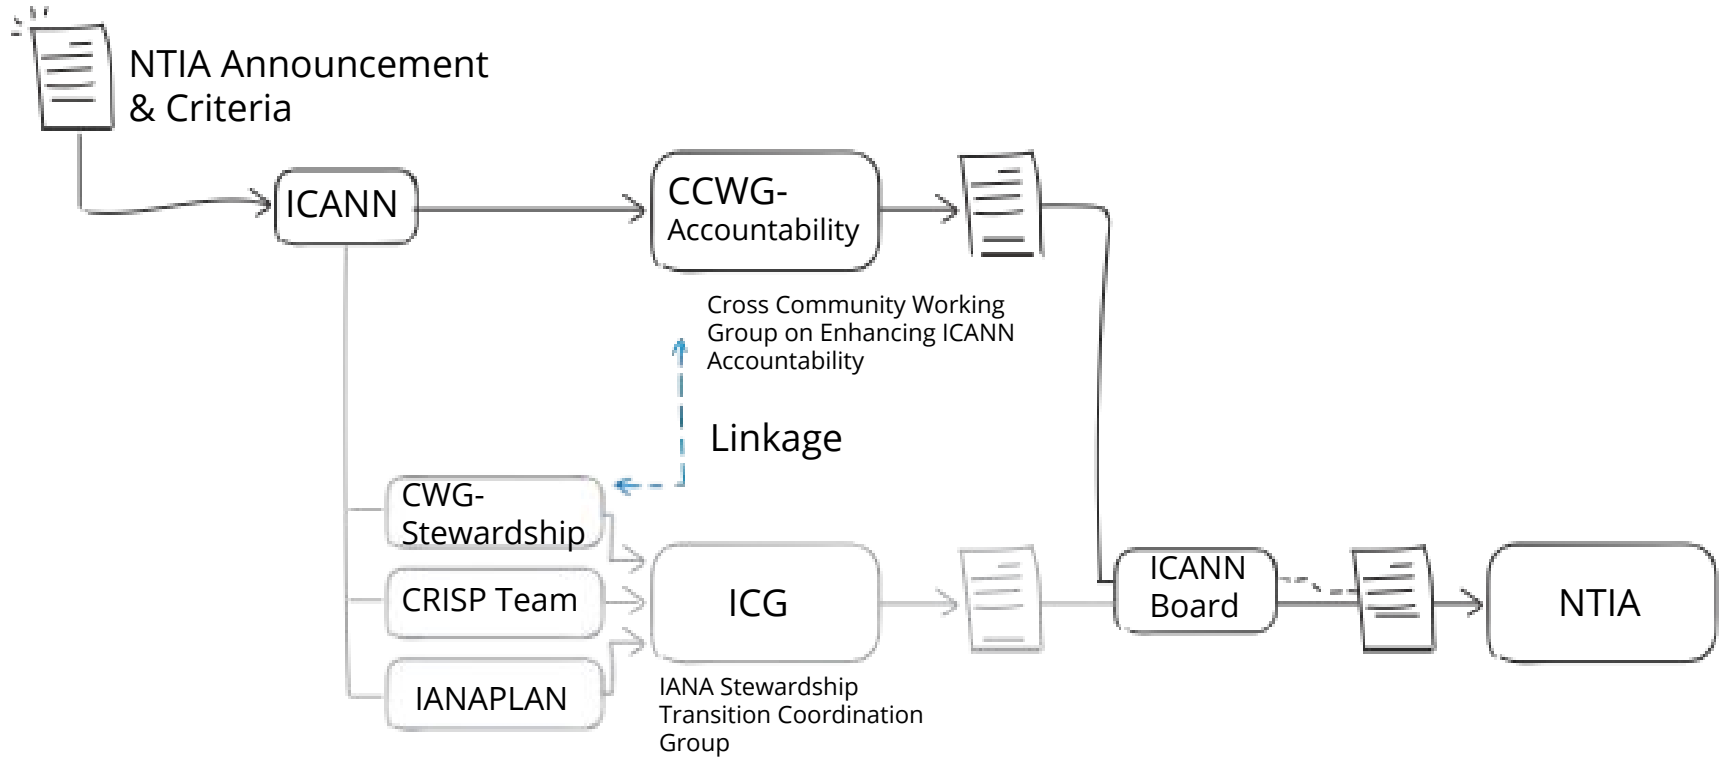 NTIA Announcement
& Criteria
ICANN
CCWG-
Accountability
Cross Community Working
Group on Enhancing ICANN
Accountability
Linkage
CWG-
Stewardship
CRISP Team
IANAPLAN
ICG
IANA Stewardship
Transition Coordination
Group
ICANN
Board
NTIA